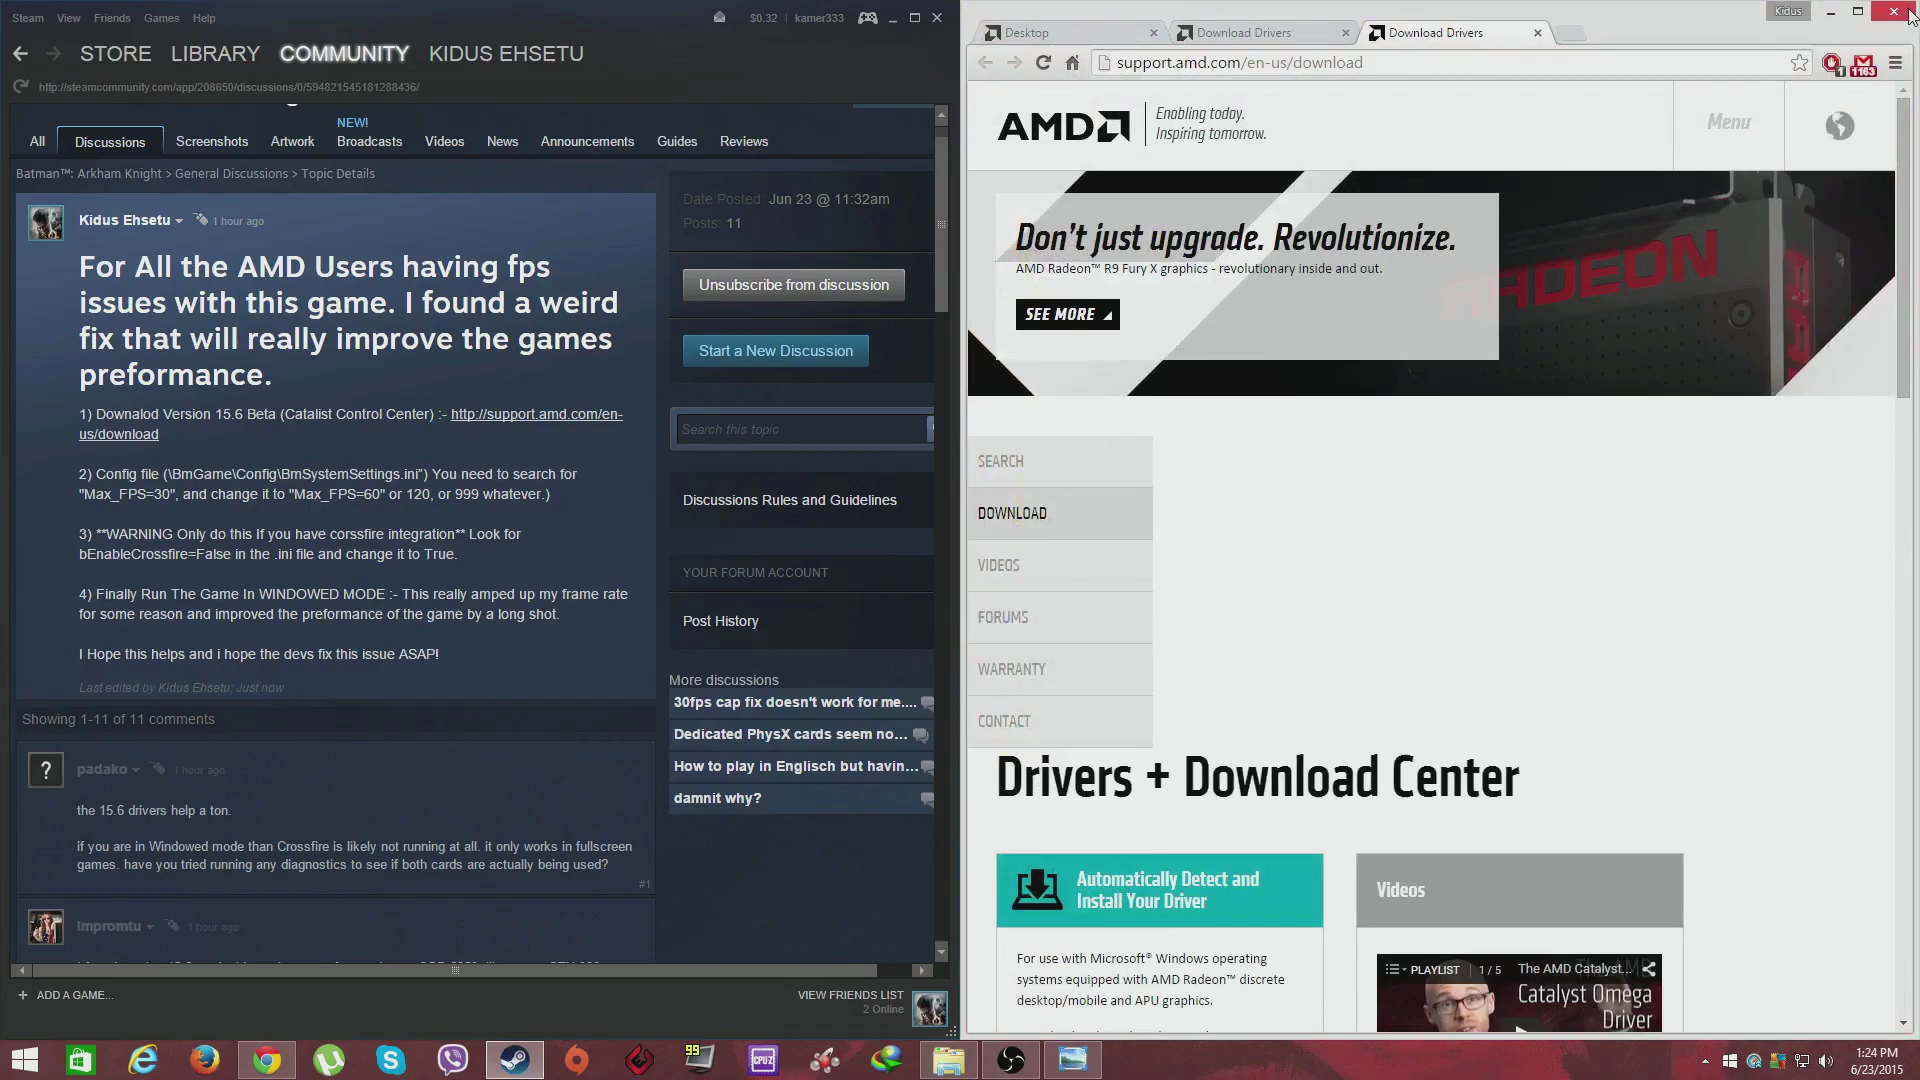 Steam View Friends Games Help
$0.32 kamer333
STORE LIBRARY COMMUNITY KIDUS EHSETU
http://steamcommunity.com/app/208650/discussions/0/594821545181288436/
NEW!
All Discussions Screenshots Artwork Broadcasts Videos News Announcements Guides Reviews
Batman™: Arkham Knight > General Discussions > Topic Details
Kidus Ehsetu 1 hour ago
For All the AMD Users having fps
issues with this game. I found a weird
fix that will really improve the games
preformance.
1) Downalod Version 15.6 Beta (Catalist Control Center) :- http://support.amd.com/en-
us/download
2) Config file (\BmGame\Config\BmSystemSettings.ini") You need to search for
"Max_FPS=30", and change it to "Max_FPS=60" or 120, or 999 whatever.)
3) **WARNING Only do this If you have corssfire integration** Look for
bEnableCrossfire=False in the .ini file and change it to True.
4) Finally Run The Game In WINDOWED MODE :- This really amped up my frame rate
for some reason and improved the preformance of the game by a long shot.
I Hope this helps and i hope the devs fix this issue ASAP!
Last edited by Kidus Ehsetu; Just now
Showing 1-11 of 11 comments
padako 1 hour ago
the 15.6 drivers help a ton.
if you are in Windowed mode than Crossfire is likely not running at all. it only works in fullscreen
games. have you tried running any diagnostics to see if both cards are actually being used?
#1
Impromtu 1 hour ago
Date Posted: Jun 23 @ 11:32am
Posts: 11
Unsubscribe from discussion
Start a New Discussion
Search this topic
Discussions Rules and Guidelines
YOUR FORUM ACCOUNT
Post History
More discussions
30fps cap fix doesn't work for me....
Dedicated PhysX cards seem no...
How to play in Englisch but havin...
damnit why?
+ ADD A GAME...
VIEW FRIENDS LIST
2 Online
Kidus
Desktop
Download Drivers
Download Drivers
support.amd.com/en-us/download
1
1163
AMD
Enabling today.
Inspiring tomorrow.
Menu
Don't just upgrade. Revolutionize.
AMD Radeon™ R9 Fury X graphics - revolutionary inside and out.
SEE MORE
RADEON
SEARCH
DOWNLOAD
VIDEOS
FORUMS
WARRANTY
CONTACT
Drivers + Download Center
Automatically Detect and
Install Your Driver
For use with Microsoft® Windows operating
systems equipped with AMD Radeon™ discrete
desktop/mobile and APU graphics.
Videos
PLAYLIST 1 / 5 The AMD Catalyst...
Catalyst Omega
Driver
99
CPU-Z
1:24 PM
6/23/2015